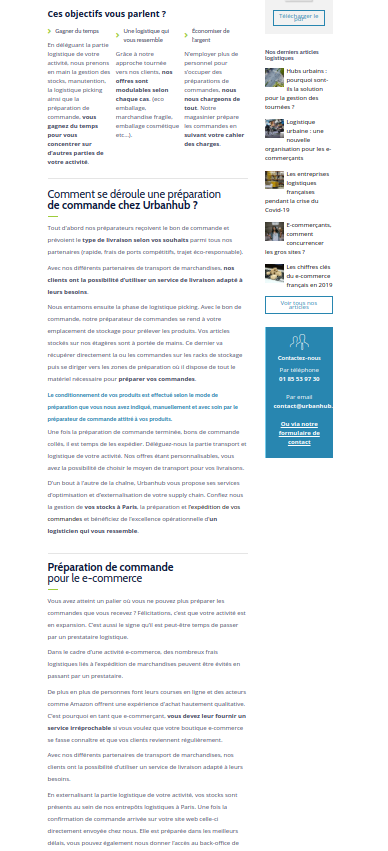 Ces objectifs vous parlent ?
Gagner du temps
En déléguant la partie
logistique de votre
activité, nous prenons
en main la gestion des
stocks, manutention,
la logistique picking
ainsi que la
préparation de
commande, vous
gagnez du temps
pour vous
concentrer sur
d'autres parties de
votre activité.
Une logistique qui
vous ressemble
Grâce à notre
approche tournée
vers nos clients, nos
offres sont
modulables selon
chaque cas. (eco
emballage,
marchandise fragile,
emballage cosmétique
etc...).
Économiser de
l'argent
N'employer plus de
personnel pour
s'occuper des
préparations de
commandes, nous
nous chargeons de
tout. Notre
magasinier prépare
les commandes en
suivant votre cahier
des charges.
Comment se déroule une préparation
de commande chez Urbanhub ?
Tout d'abord nos préparateurs reçoivent le bon de commande et
prévoient le type de livraison selon vos souhaits parmi tous nos
partenaires (rapide, frais de ports compétitifs, trajet éco-responsable).
Avec nos différents partenaires de transport de marchandises, nos
clients ont la possibilité d'utiliser un service de livraison adapté à
leurs besoins.
Nous entamons ensuite la phase de logistique picking. Avec le bon de
commande, notre préparateur de commandes se rend à votre
emplacement de stockage pour prélever les produits. Vos articles
stockés sur nos étagères sont à portée de mains. Ce dernier va
récupérer directement la ou les commandes sur les racks de stockage
puis se diriger vers les zones de préparation où il dispose de tout le
matériel nécessaire pour préparer vos commandes.
Le conditionnement de vos produits est effectué selon le mode de
préparation que vous nous avez indiqué, manuellement et avec soin par le
préparateur de commande attitré à vos produits.
Une fois la préparation de commande terminée, bons de commande
collés, il est temps de les expédier. Déléguez-nous la partie transport et
logistique de votre activité. Nos offres étant personnalisables, vous
avez la possibilité de choisir le moyen de transport pour vos livraisons.
D'un bout à l'autre de la chaîne, Urbanhub vous propose ses services
d'optimisation et d'externalisation de votre supply chain. Confiez nous
la gestion de vos stocks à Paris, la préparation et l'expédition de vos
commandes et bénéficiez de l'excellence opérationnelle d'un
logisticien qui vous ressemble.
Préparation de commande
pour le e-commerce
Vous avez atteint un palier où vous ne pouvez plus préparer les
commandes que vous recevez ? Félicitations, c'est que votre activité est
en expansion. C'est aussi le signe qu'il est peut-être temps de passer
par un prestataire logistique.
Dans le cadre d'une activité e-commerce, des nombreux frais
logistiques liés à l'expédition de marchandises peuvent être évités en
passant par un prestataire.
De plus en plus de personnes font leurs courses en ligne et des acteurs
comme Amazon offrent une expérience d'achat hautement qualitative.
C'est pourquoi en tant que e-commerçant, vous devez leur fournir un
service irréprochable si vous voulez que votre boutique e-commerce
se fasse connaître et que vos clients reviennent régulièrement.
Avec nos différents partenaires de transport de marchandises, nos
clients ont la possibilité d'utiliser un service de livraison adapté à leurs
besoins.
En externalisant la partie logistique de votre activité, vos stocks sont
présents au sein de nos entrepôts logistiques à Paris. Une fois la
confirmation de commande arrivée sur votre site web celle-ci
directement envoyée chez nous. Elle est préparée dans les meilleurs
délais, vous pouvez également nous donner l'accès au back-office de
Télécharger le
pdf
Nos derniers articles
logistiques
Hubs urbains :
pourquoi sont-
ils la solution
pour la gestion des
tournées ?
Logistique
urbaine : une
nouvelle
organisation pour les e-
commerçants
Les entreprises
logistiques
françaises
pendant la crise du
Covid-19
E-commerçants,
comment
concurrencer
les gros sites ?
Les chiffres clés
du e-commerce
français en 2019
Voir tous nos
articles
Contactez-nous
Par téléphone
01 85 53 97 30
Par email
contact@urbanhub.
Ou via notre
formulaire de
contact